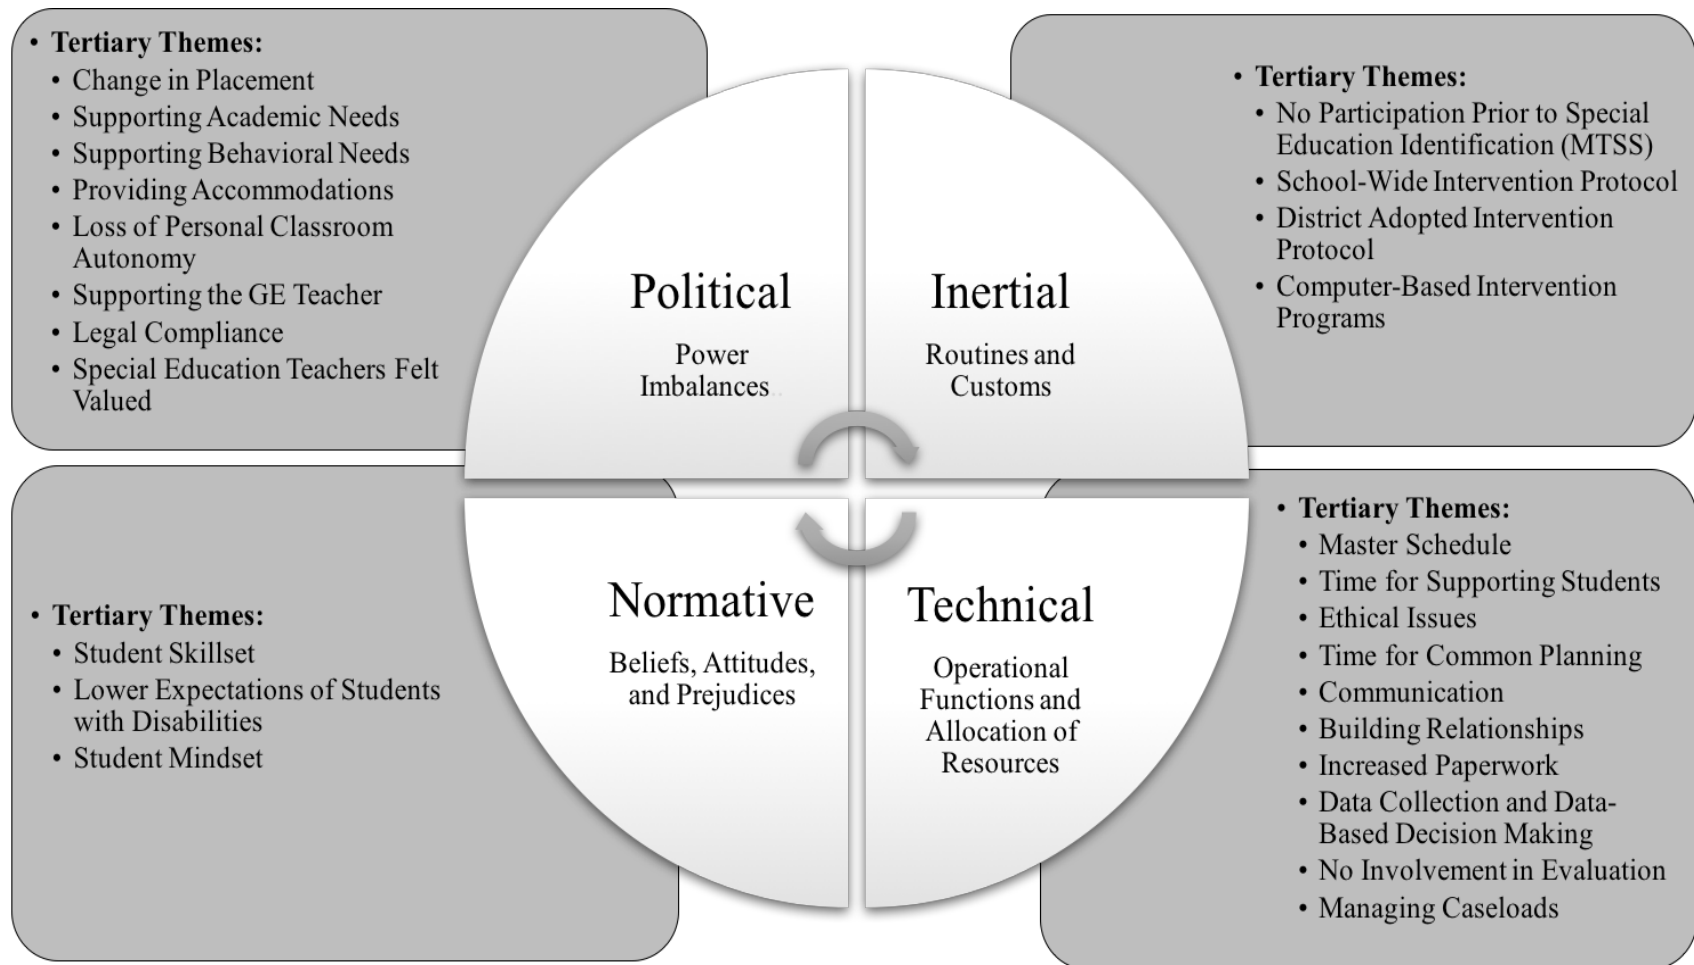 • Tertiary Themes:
• Change in Placement
• Supporting Academic Needs
• Supporting Behavioral Needs
• Providing Accommodations
• Loss of Personal Classroom
Autonomy
• Supporting the GE Teacher
• Legal Compliance
• Special Education Teachers Felt
Valued
Political
Power
Imbalances..
Inertial
Routines and
Customs
• Tertiary Themes:
• No Participation Prior to Special
Education Identification (MTSS)
• School-Wide Intervention Protocol
• District Adopted Intervention
Protocol
• Computer-Based Intervention
Programs
• Tertiary Themes:
• Student Skillset
• Lower Expectations of Students
with Disabilities
• Student Mindset
Normative
Beliefs, Attitudes,
and Prejudices
Technical
Operational
Functions and
Allocation of
Resources
• Tertiary Themes:
• Master Schedule
• Time for Supporting Students
• Ethical Issues
• Time for Common Planning
• Communication
• Building Relationships
• Increased Paperwork
• Data Collection and Data-
Based Decision Making
• No Involvement in Evaluation
• Managing Caseloads